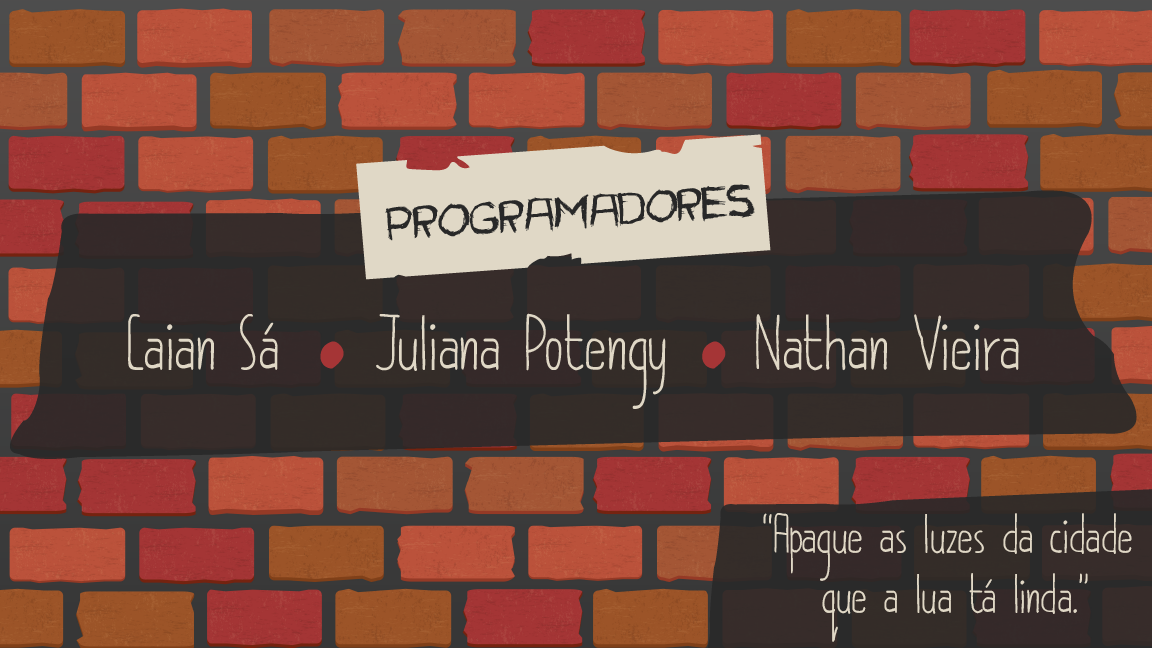 PROGRAMADORES
Caian Sá • Juliana Potengy • Nathan Vieira
"Apague as luzes da cidade
que a lua tá linda."